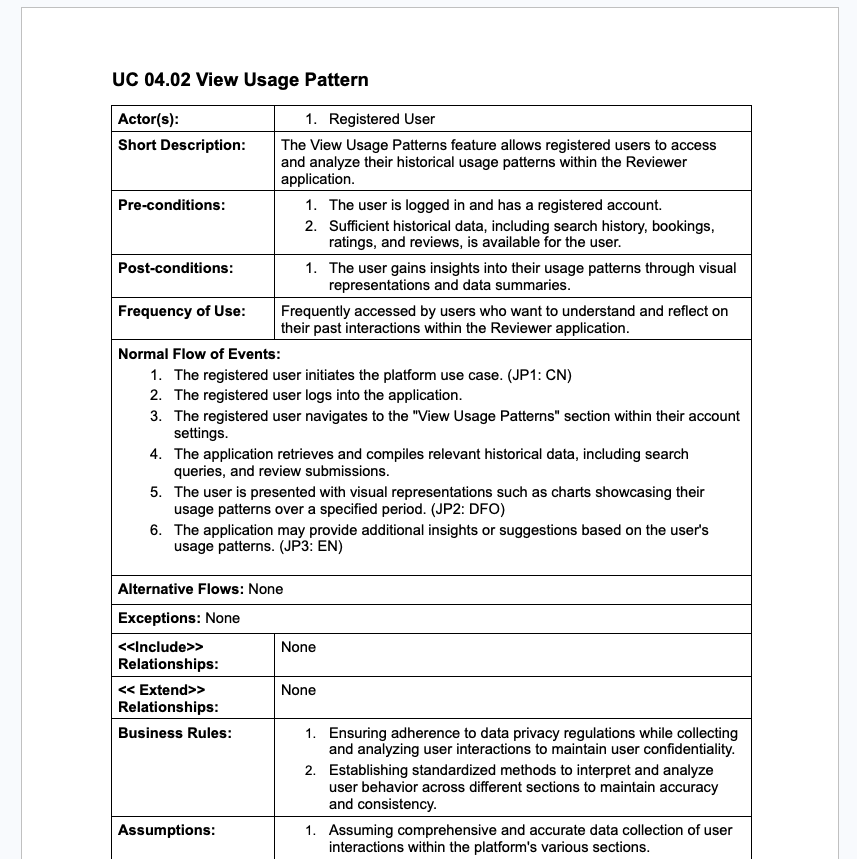 UC 04.02 View Usage Pattern
Actor(s):
1. Registered User
Short Description:
The View Usage Patterns feature allows registered users to access
and analyze their historical usage patterns within the Reviewer
application.
Pre-conditions:
1. The user is logged in and has a registered account.
2. Sufficient historical data, including search history, bookings,
ratings, and reviews, is available for the user.
Post-conditions:
1. The user gains insights into their usage patterns through visual
representations and data summaries.
Frequency of Use:
Frequently accessed by users who want to understand and reflect on
their past interactions within the Reviewer application.
Normal Flow of Events:
1. The registered user initiates the platform use case. (JP1: CN)
2. The registered user logs into the application.
3. The registered user navigates to the "View Usage Patterns" section within their account
settings.
4. The application retrieves and compiles relevant historical data, including search
queries, and review submissions.
5. The user is presented with visual representations such as charts showcasing their
usage patterns over a specified period. (JP2: DFO)
6. The application may provide additional insights or suggestions based on the user's
usage patterns. (JP3: EN)
Alternative Flows: None
Exceptions: None
<<Include>>
Relationships:
None
<< Extend>>
Relationships:
None
Business Rules:
1. Ensuring adherence to data privacy regulations while collecting
and analyzing user interactions to maintain user confidentiality.
2. Establishing standardized methods to interpret and analyze
user behavior across different sections to maintain accuracy
and consistency.
Assumptions:
1. Assuming comprehensive and accurate data collection of user
interactions within the platform's various sections.